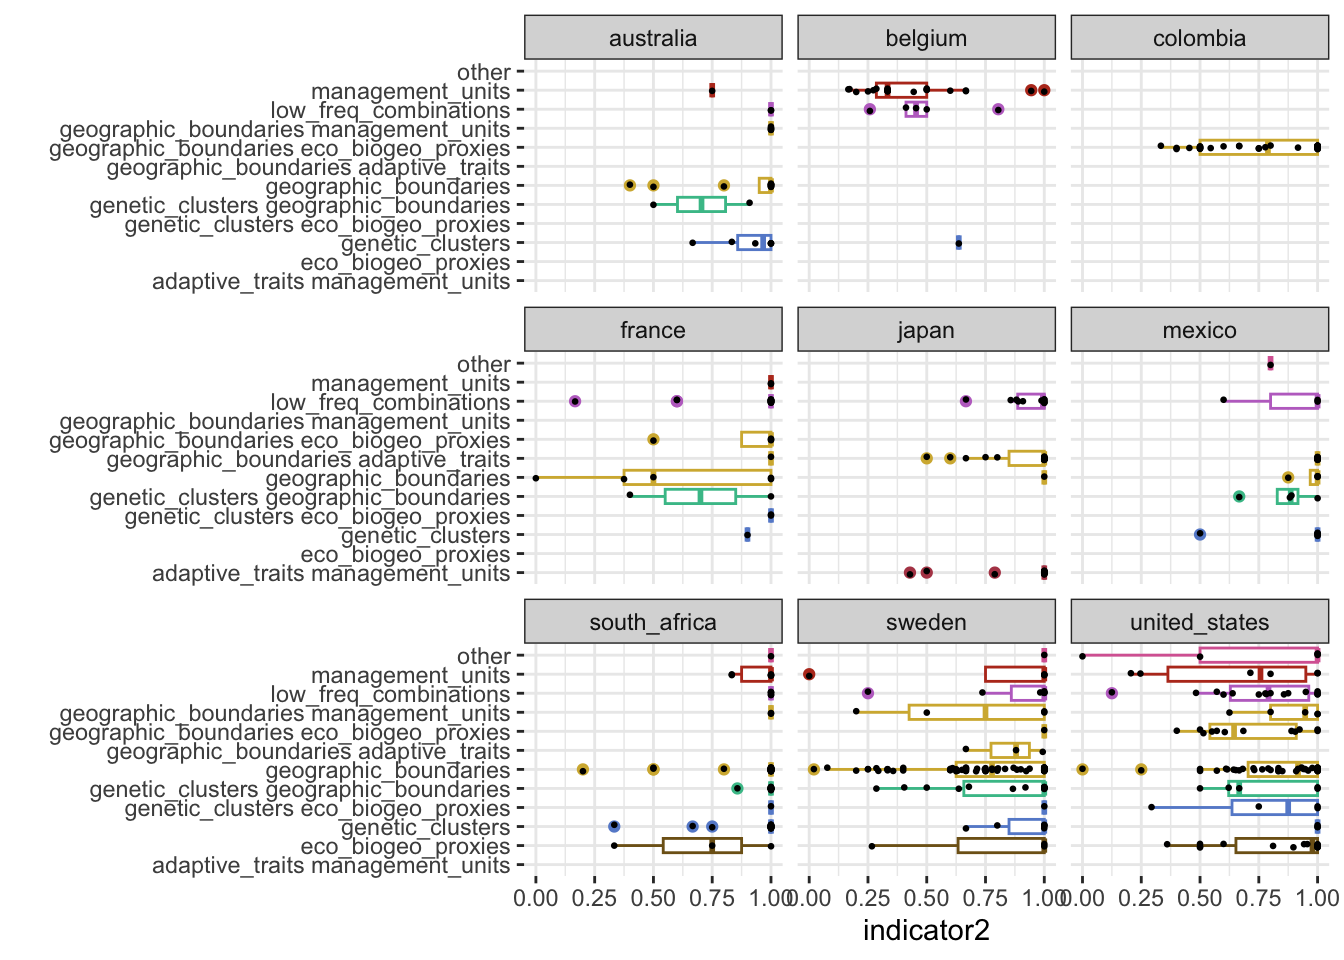 australia belgium colombia
other
management_units
low_freq_combinations
geographic_boundaries management_units
geographic_boundaries eco_biogeo_proxies
geographic_boundaries adaptive_traits
geographic_boundaries
genetic_clusters geographic_boundaries
genetic_clusters eco_biogeo_proxies
genetic_clusters
eco_biogeo_proxies
adaptive_traits management_units
france japan mexico
other
management_units
low_freq_combinations
geographic_boundaries management_units
geographic_boundaries eco_biogeo_proxies
geographic_boundaries adaptive_traits
geographic_boundaries
genetic_clusters geographic_boundaries
genetic_clusters eco_biogeo_proxies
genetic_clusters
eco_biogeo_proxies
adaptive_traits management_units
south_africa sweden united_states
other
management_units
low_freq_combinations
geographic_boundaries management_units
geographic_boundaries eco_biogeo_proxies
geographic_boundaries adaptive_traits
geographic_boundaries
genetic_clusters geographic_boundaries
genetic_clusters eco_biogeo_proxies
genetic_clusters
eco_biogeo_proxies
adaptive_traits management_units
0.00 0.25 0.50 0.75 1.00 0.00 0.25 0.50 0.75 1.00 0.00 0.25 0.50 0.75 1.00
indicator2